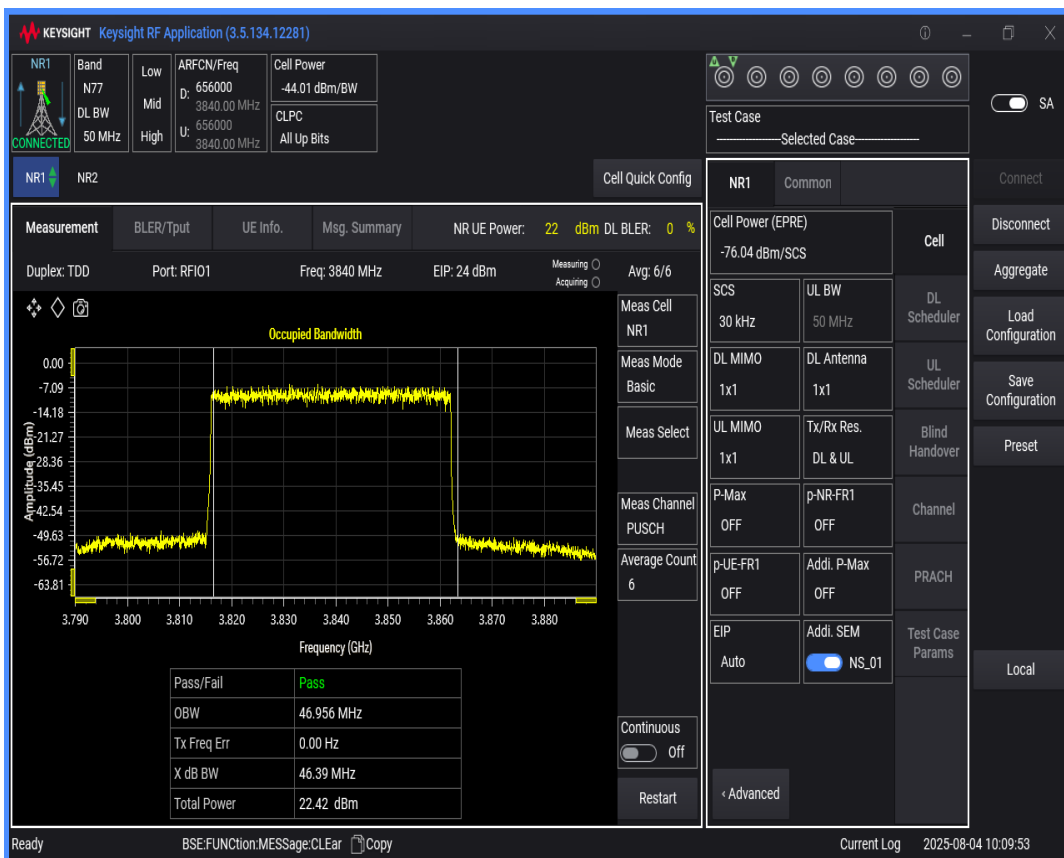 KEYSIGHT Keysight RF Application (3.5.134.12281)
NR1
CONNECTED
Band
N77
DL BW
50 MHz
Low
Mid
High
ARFCN/Freq
D: 656000
3840.00 MHz
U: 656000
3840.00 MHz
Cell Power
-44.01 dBm/BW
CLPC
All Up Bits
Test Case
Selected Case
SA
NR1 NR2 Cell Quick Config
NR1 Common
Connect
Disconnect
Aggregate
Load
Configuration
Save
Configuration
Preset
Local
Measurement BLER/Tput UE Info. Msg. Summary NR UE Power: 22 dBm DL BLER: 0 %
Duplex: TDD Port: RFIO1 Freq: 3840 MHz EIP: 24 dBm Measuring Avg: 6/6
Acquiring
Occupied Bandwidth
Amplitude (dBm)
0.00
-7.09
-14.18
-21.27
-28.36
-35.45
-42.54
-49.63
-56.72
-63.81
3.790 3.800 3.810 3.820 3.830 3.840 3.850 3.860 3.870 3.880
Frequency (GHz)
Pass/Fail Pass
OBW 46.956 MHz
Tx Freq Err 0.00 Hz
X dB BW 46.39 MHz
Total Power 22.42 dBm
Meas Cell
NR1
Meas Mode
Basic
Meas Select
Meas Channel
PUSCH
Average Count
6
Continuous
Off
Restart
Cell Power (EPRE)
-76.04 dBm/SCS
SCS
30 kHz
UL BW
50 MHz
DL MIMO
1x1
DL Antenna
1x1
UL MIMO
1x1
Tx/Rx Res.
DL & UL
P-Max
OFF
p-NR-FR1
OFF
p-UE-FR1
OFF
Addi. P-Max
OFF
EIP
Auto
Addi. SEM
NS_01
‹ Advanced
Cell
DL
Scheduler
UL
Scheduler
Blind
Handover
Channel
PRACH
Test Case
Params
Ready BSE:FUNCtion:MESSage:CLEar Copy Current Log 2025-08-04 10:09:53